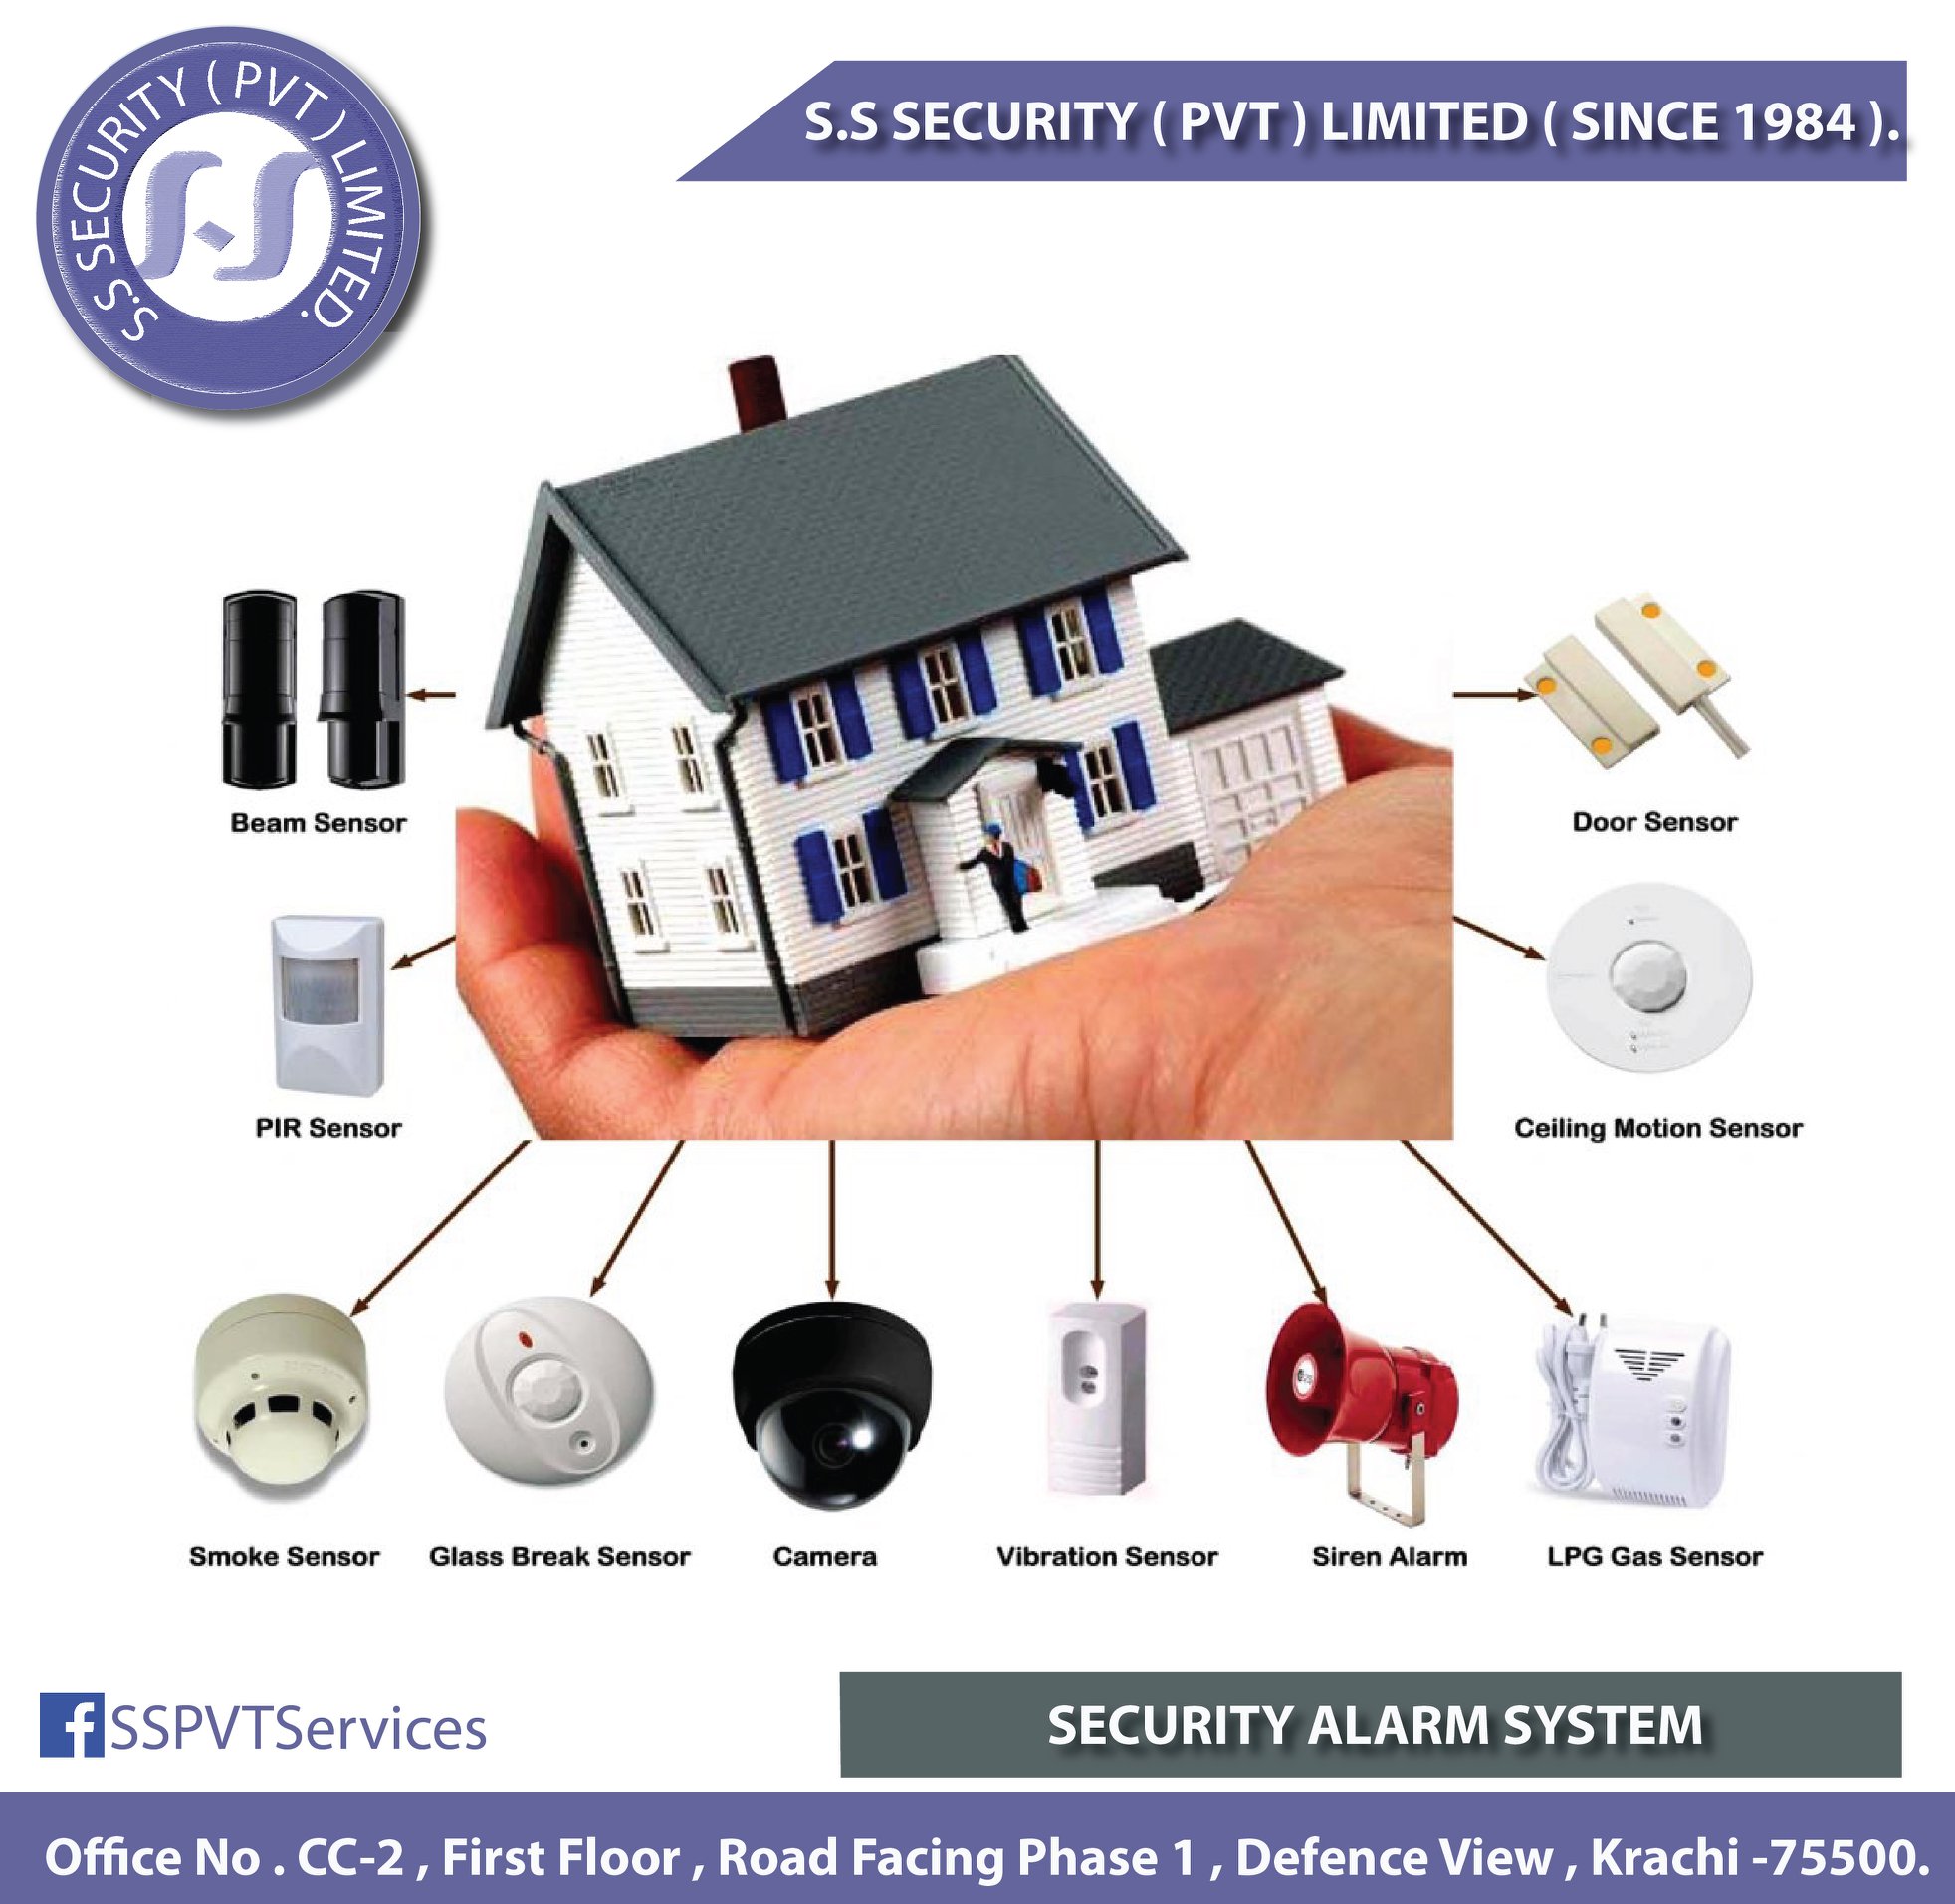 S.S SECURITY ( PVT ) LIMITED.
S.S
S.S SECURITY ( PVT ) LIMITED ( SINCE 1984 ).
Beam Sensor
Door Sensor
PIR Sensor
Ceiling Motion Sensor
Smoke Sensor
Glass Break Sensor
Camera
Vibration Sensor
Siren Alarm
LPG Gas Sensor
f SSPVTServices
SECURITY ALARM SYSTEM
Office No . CC-2 , First Floor , Road Facing Phase 1 , Defence View , Krachi -75500.